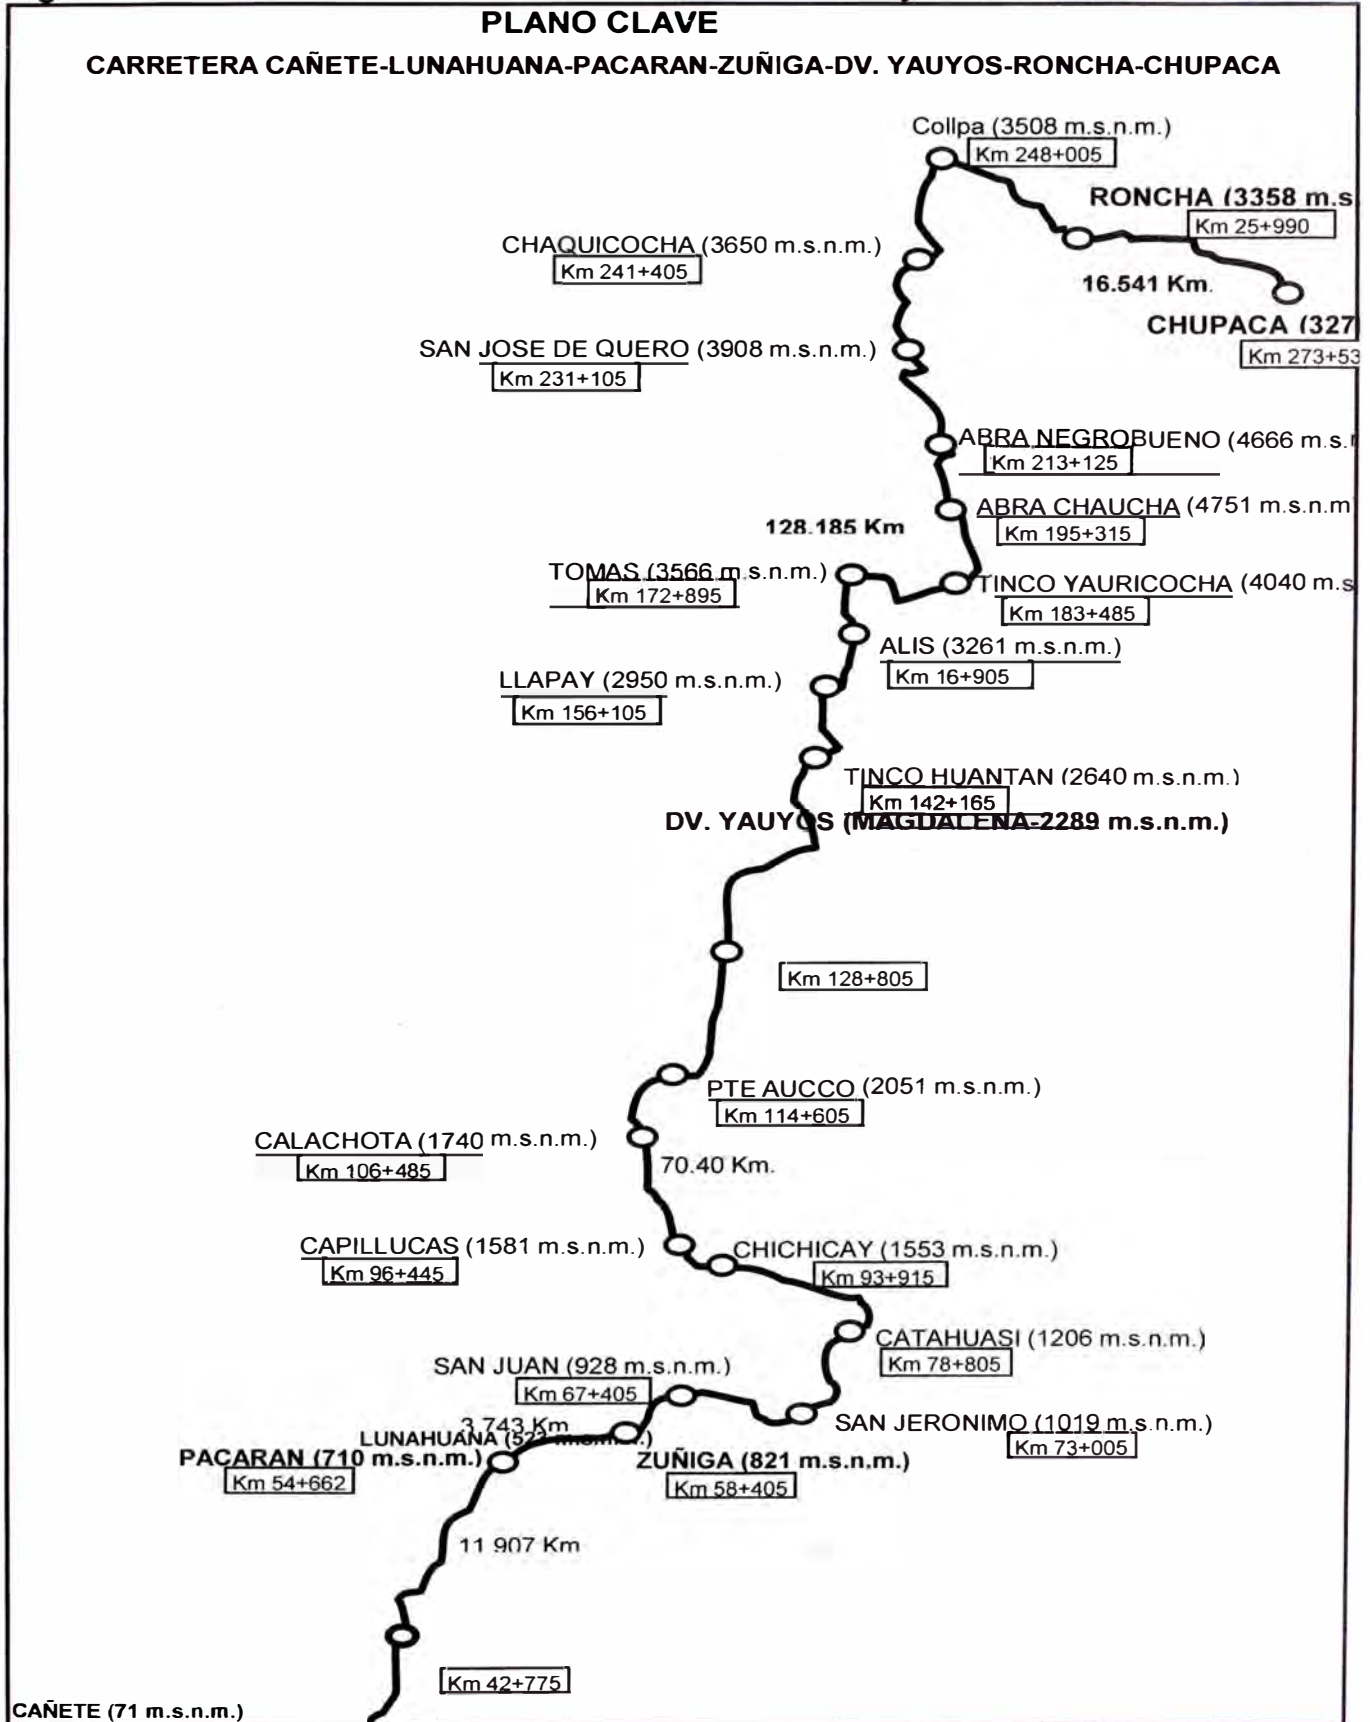 PLANO CLAVE
CARRETERA CAÑETE-LUNAHUANA-PACARAN-ZUÑIGA-DV. YAUYOS-RONCHA-CHUPACA
Collpa (3508 m.s.n.m.)
Km 248+005
RONCHA (3358 m.s
Km 25+990
CHAQUICOCHA (3650 m.s.n.m.)
Km 241+405
16.541 Km.
CHUPACA (327
Km 273+53
SAN JOSE DE QUERO (3908 m.s.n.m.)
Km 231+105
ABRA NEGROBUENO (4666 m.s.r
Km 213+125
ABRA CHAUCHA (4751 m.s.n.m
Km 195+315
128.185 Km
TOMAS (3566 m.s.n.m.)
Km 172+895
TINCO YAURICOCHA (4040 m.s
Km 183+485
ALIS (3261 m.s.n.m.)
Km 16+905
LLAPAY (2950 m.s.n.m.)
Km 156+105
TINCO HUANTAN (2640 m.s.n.m.)
Km 142+165
DV. YAUYOS (MAGDALENA-2289 m.s.n.m.)
Km 128+805
PTE AUCCO (2051 m.s.n.m.)
Km 114+605
CALACHOTA (1740 m.s.n.m.)
Km 106+485
70.40 Km.
CAPILLUCAS (1581 m.s.n.m.)
Km 96+445
CHICHICAY (1553 m.s.n.m.)
Km 93+915
CATAHUASI (1206 m.s.n.m.)
Km 78+805
SAN JUAN (928 m.s.n.m.)
Km 67+405
SAN JERONIMO (1019 m.s.n.m.)
Km 73+005
3.743 Km
LUNAHUANA
PACARAN (710 m.s.n.m.)
Km 54+662
ZUÑIGA (821 m.s.n.m.)
Km 58+405
11 907 Km
Km 42+775
CAÑETE (71 m.s.n.m.)